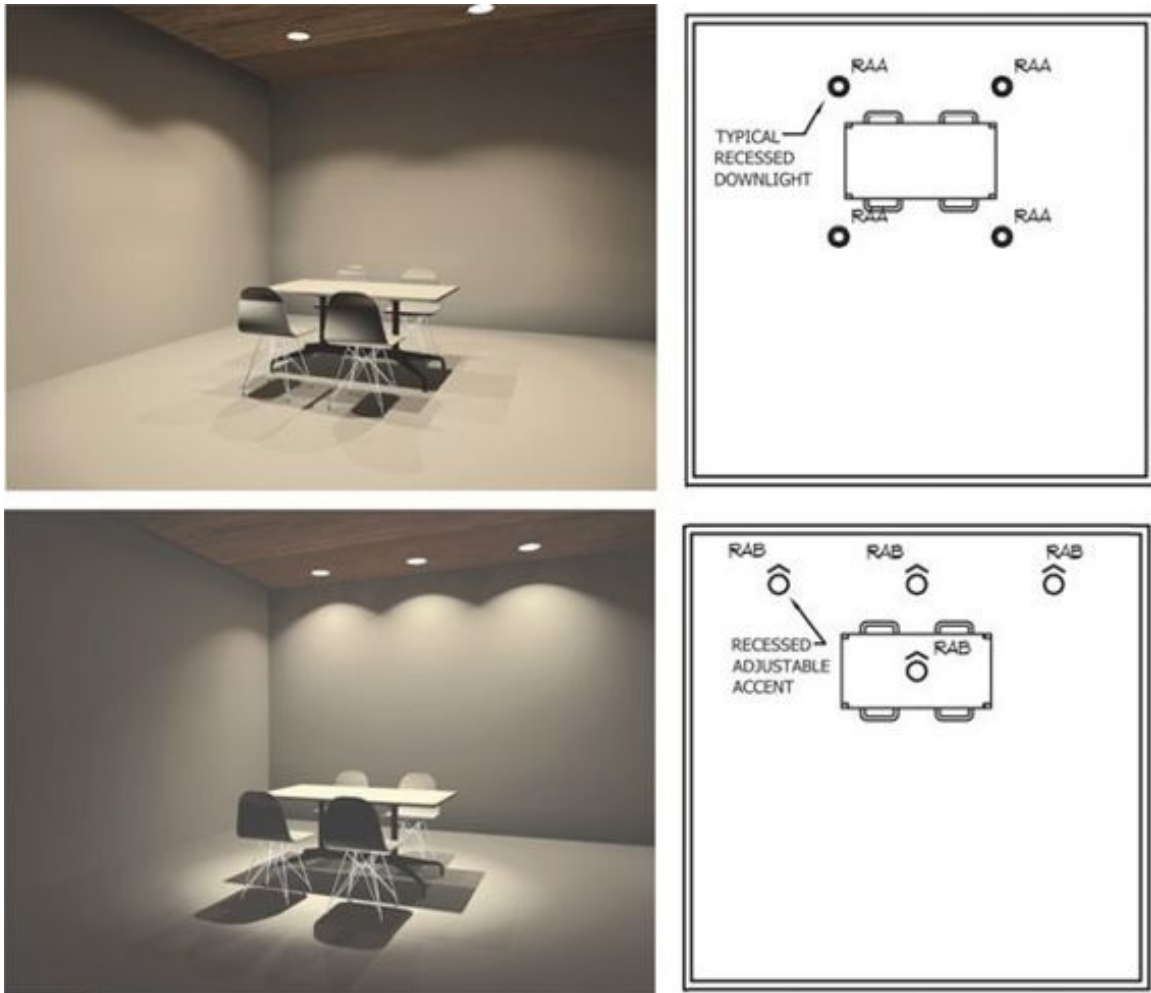 RAA
RAA
TYPICAL
RECESSED
DOWNLIGHT
RAA
RAA
RAB
RAB
RAB
RECESSED
ADJUSTABLE
ACCENT
RAB